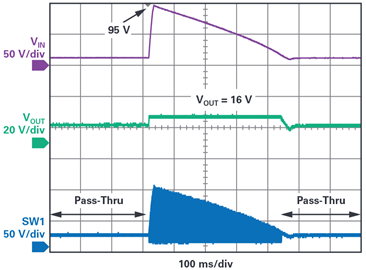 95 V
VIN
50 V/div
VOUT = 16 V
VOUT
20 V/div
Pass-Thru
Pass-Thru
SW1
50 V/div
100 ms/div